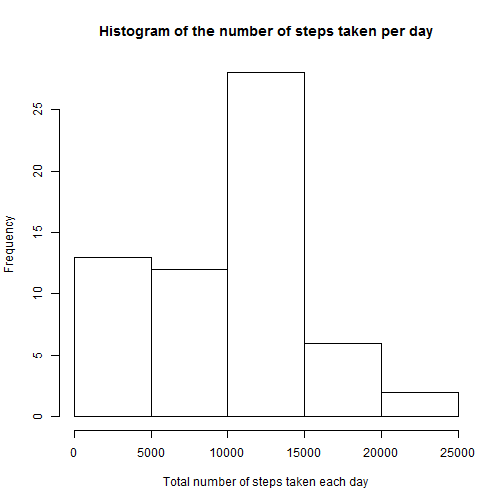 Histogram of the number of steps taken per day
Frequency
25
20
15
10
5
0
0 5000 10000 15000 20000 25000
Total number of steps taken each day